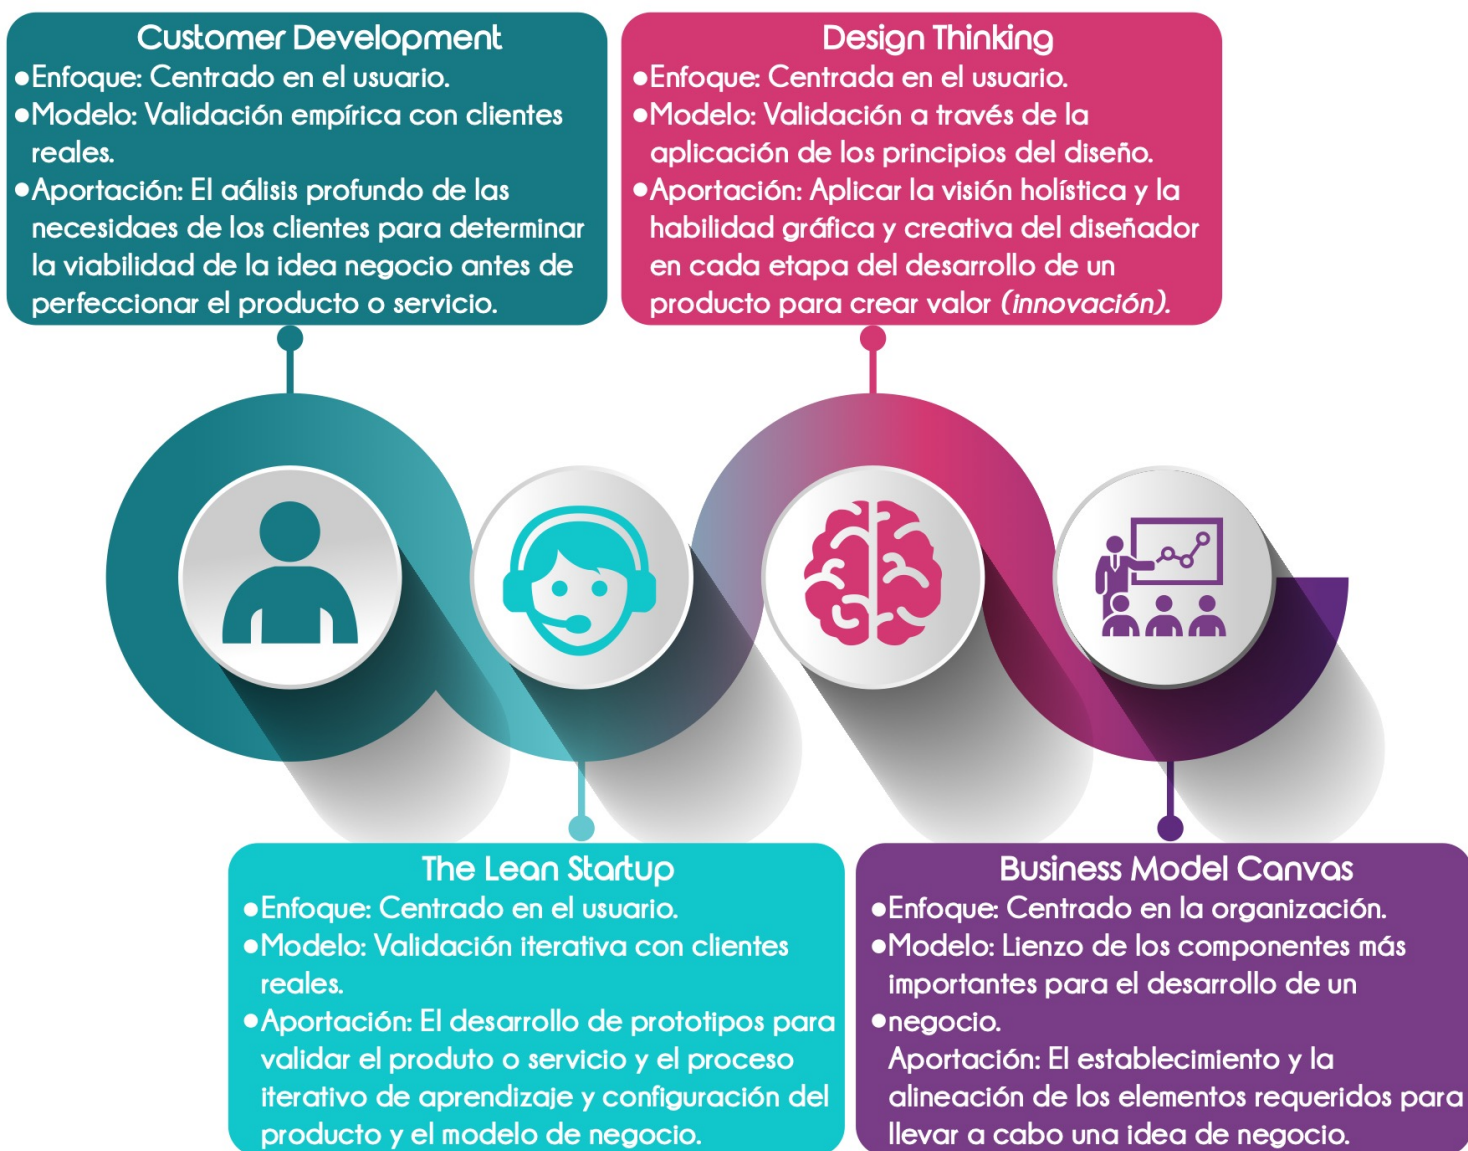 Customer Development
●Enfoque: Centrado en el usuario.
●Modelo: Validación empírica con clientes
reales.
●Aportación: El aálisis profundo de las
necesidaes de los clientes para determinar
la viabilidad de la idea negocio antes de
perfeccionar el producto o servicio.
Design Thinking
●Enfoque: Centrada en el usuario.
●Modelo: Validación a través de la
aplicación de los principios del diseño.
●Aportación: Aplicar la visión holística y la
habilidad gráfica y creativa del diseñador
en cada etapa del desarrollo de un
producto para crear valor (innovación).
The Lean Startup
●Enfoque: Centrado en el usuario.
●Modelo: Validación iterativa con clientes
reales.
●Aportación: El desarrollo de prototipos para
validar el produto o servicio y el proceso
iterativo de aprendizaje y configuración del
producto y el modelo de negocio.
Business Model Canvas
●Enfoque: Centrado en la organización.
●Modelo: Lienzo de los componentes más
importantes para el desarrollo de un
●negocio.
Aportación: El establecimiento y la
alineación de los elementos requeridos para
llevar a cabo una idea de negocio.